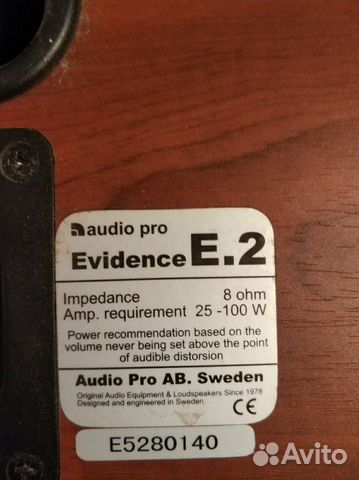 audio pro
Evidence E.2
Impedance 8 ohm
Amp. requirement 25 -100 W
Power recommendation based on the
volume never being set above the point
of audible distorsion
Audio Pro AB. Sweden
Original Audio Equipment & Loudspeakers Since 1978
Designed and engineered in Sweden.
CE
E5280140
Avito